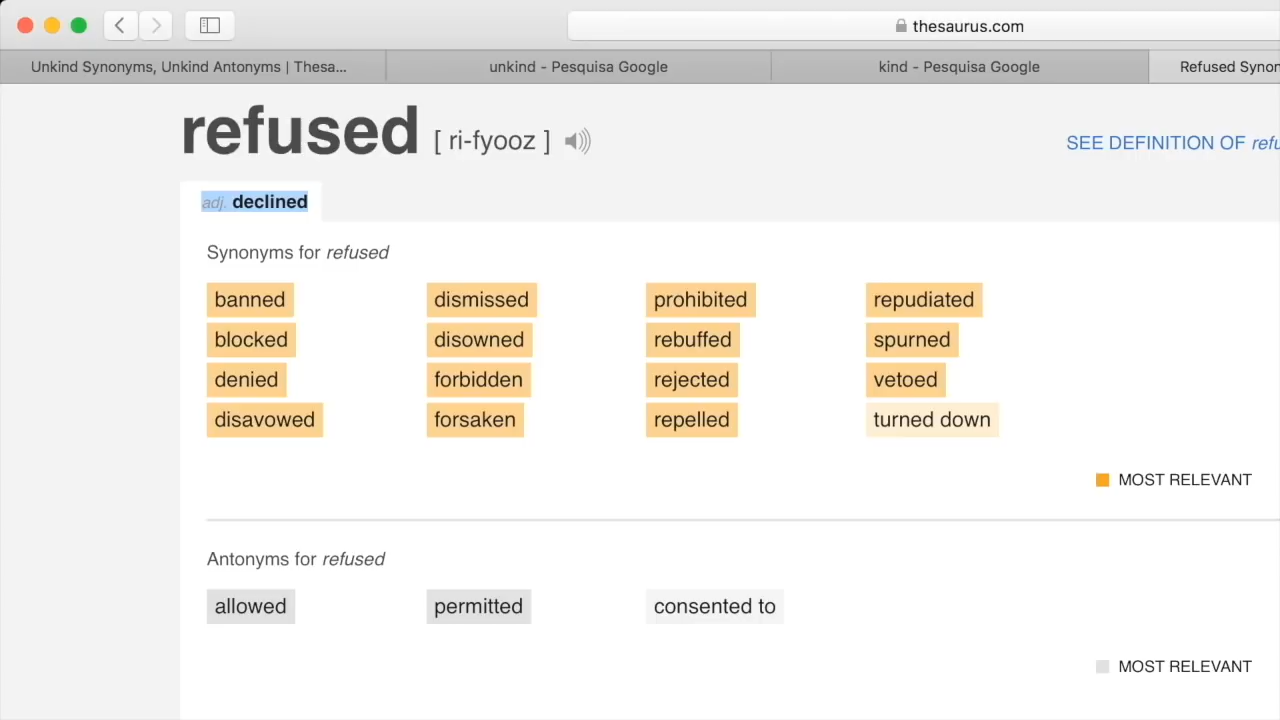 thesaurus.com
Unkind Synonyms, Unkind Antonyms | Thesa...
unkind - Pesquisa Google
kind - Pesquisa Google
Refused Synon
refused [ ri-fyooz ]
SEE DEFINITION OF refu
adj. declined
Synonyms for refused
banned dismissed prohibited repudiated
blocked disowned rebuffed spurned
denied forbidden rejected vetoed
disavowed forsaken repelled turned down
MOST RELEVANT
Antonyms for refused
allowed permitted consented to
MOST RELEVANT